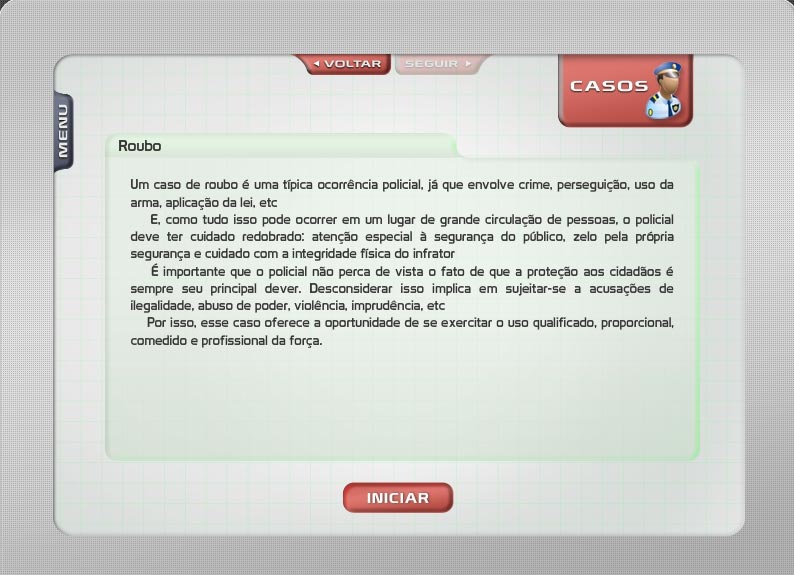 VOLTAR
SEGUIR
CASOS
MENU
Roubo
Um caso de roubo é uma típica ocorrência policial, já que envolve crime, perseguição, uso da
arma, aplicação da lei, etc
E, como tudo isso pode ocorrer em um lugar de grande circulação de pessoas, o policial
deve ter cuidado redobrado: atenção especial à segurança do público, zelo pela própria
segurança e cuidado com a integridade física do infrator
É importante que o policial não perca de vista o fato de que a proteção aos cidadãos é
sempre seu principal dever. Desconsiderar isso implica em sujeitar-se a acusações de
ilegalidade, abuso de poder, violência, imprudência, etc
Por isso, esse caso oferece a oportunidade de se exercitar o uso qualificado, proporcional,
comedido e profissional da força.
INICIAR